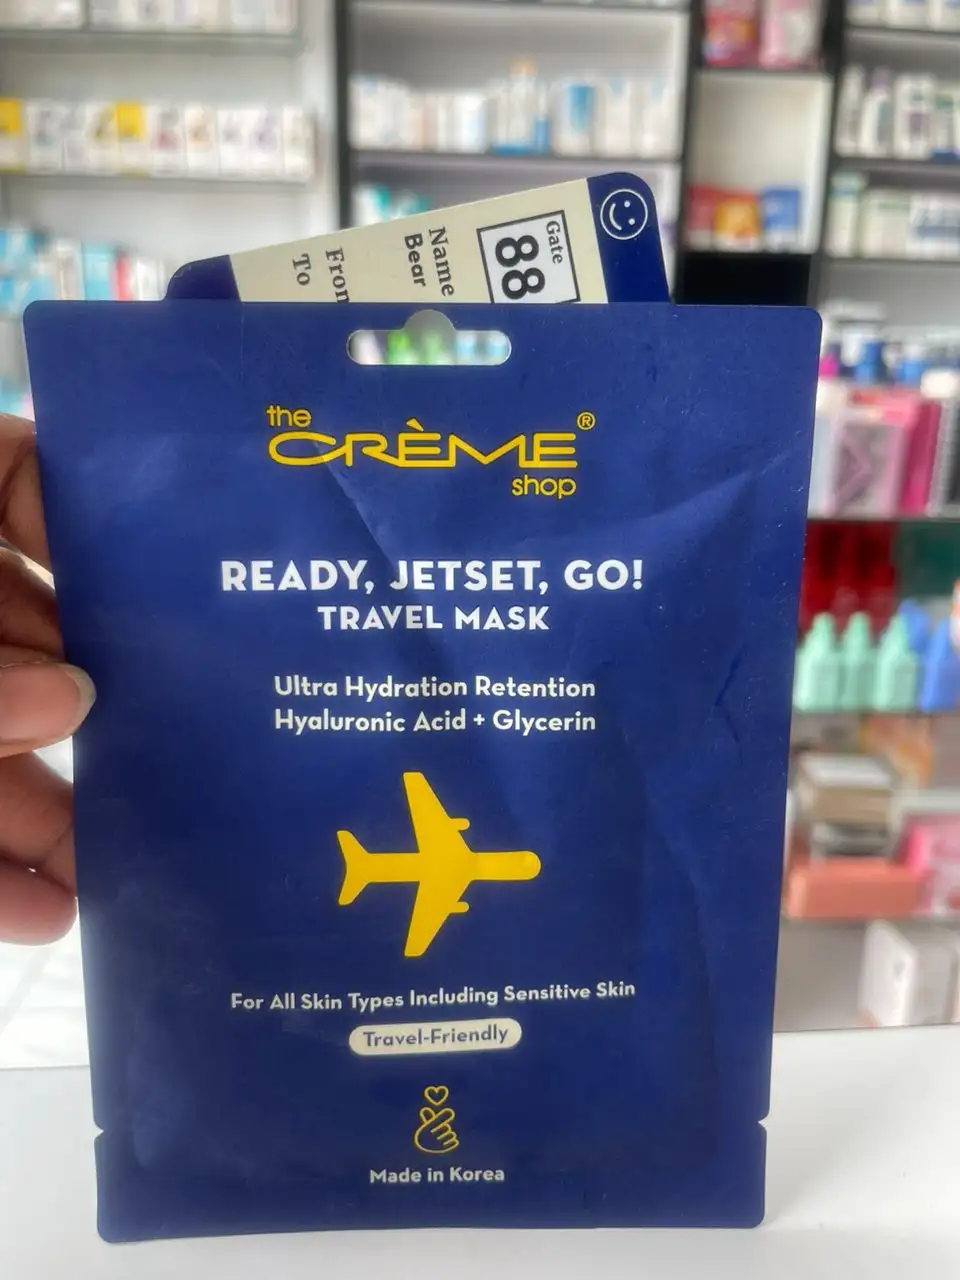 Gate
88
Name
Bear
From
To
the
CRÈME®
shop
READY, JETSET, GO!
TRAVEL MASK
Ultra Hydration Retention
Hyaluronic Acid + Glycerin
For All Skin Types Including Sensitive Skin
Travel-Friendly
Made in Korea